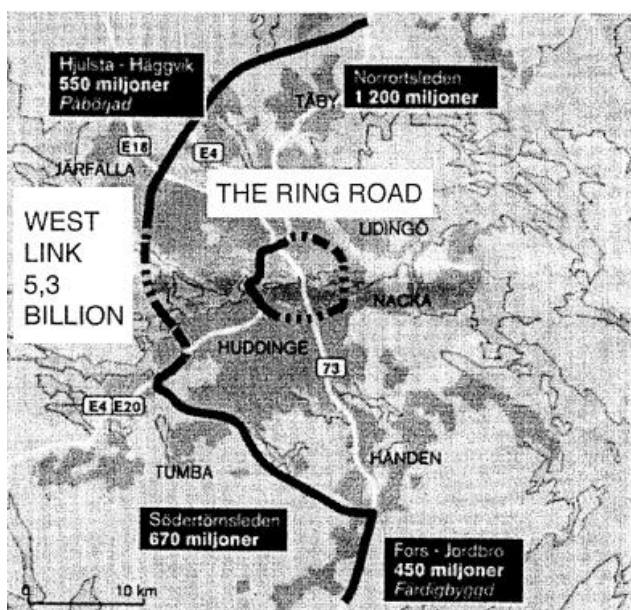 Hjulsta - Häggvik
550 miljoner
Påbörjad
Norrortsleden
1 200 miljoner
TÄBY
E18
E4
JÄRFÄLLA
THE RING ROAD
LIDINGÖ
WEST
LINK
5,3
BILLION
NACKA
HUDDINGE
73
E4 E20
HANDEN
TUMBA
Södertörnsleden
670 miljoner
Fors - Jordbro
450 miljoner
Färdigbyggd
0 10 km